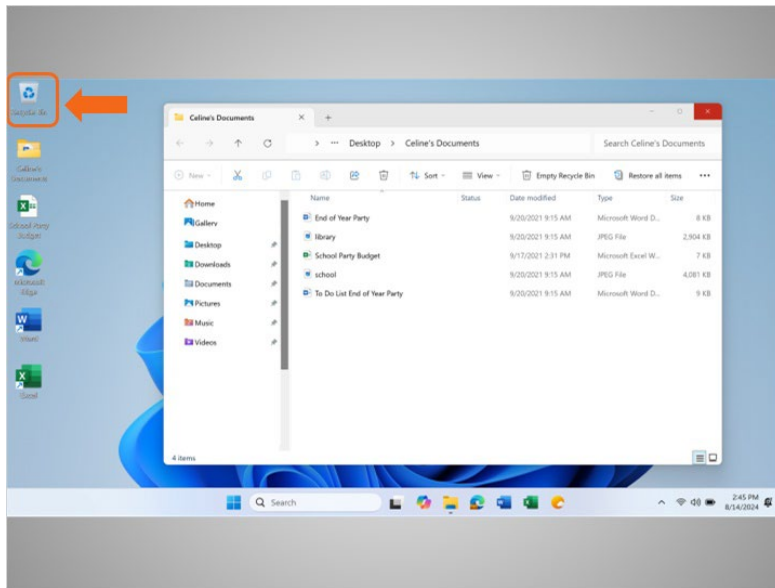 Recycle Bin
Celine's
Documents
School Party
Budget
Microsoft
Edge
Word
Excel
Celine's Documents
Desktop > Celine's Documents
Search Celine's Documents
New
Sort
View
Empty Recycle Bin
Restore all items
Name Status Date modified Type Size
End of Year Party 9/20/2021 9:15 AM Microsoft Word D... 8 KB
library 9/20/2021 9:15 AM JPEG File 2,904 KB
School Party Budget 9/17/2021 2:31 PM Microsoft Excel W... 7 KB
school 9/20/2021 9:15 AM JPEG File 4,081 KB
To Do List End of Year Party 9/20/2021 9:15 AM Microsoft Word D... 9 KB
Home
Gallery
Desktop
Downloads
Documents
Pictures
Music
Videos
4 items
Search
2:45 PM
8/14/2024